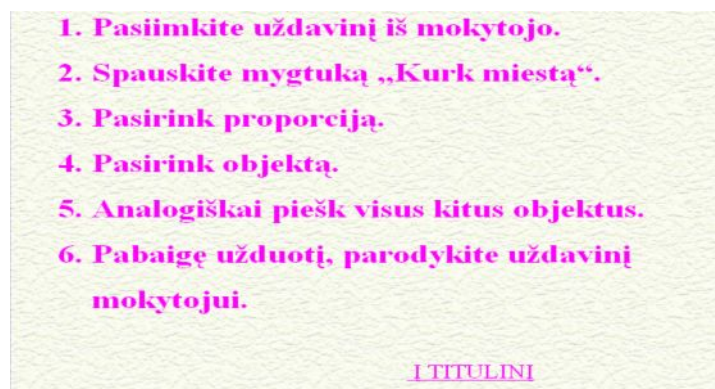 1. Pasiimkite uždavinį iš mokytojo.
2. Spauskite mygtuką „Kurk miestą“.
3. Pasirink proporciją.
4. Pasirink objektą.
5. Analogiškai piešk visus kitus objektus.
6. Pabaigę užduotį, parodykite uždavinį
mokytojui.
Į TITULINĮ